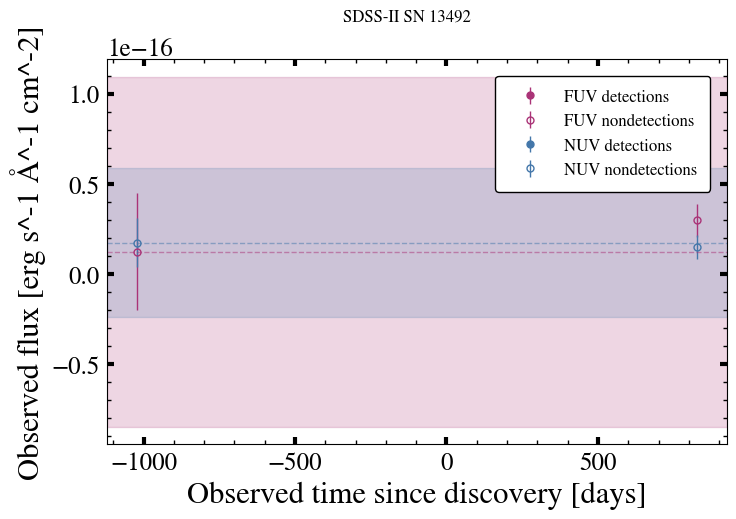 SDSS-II SN 13492
1e−16
Observed flux [erg s^-1 Å^-1 cm^-2]
1.0
0.5
0.0
−0.5
FUV detections
FUV nondetections
NUV detections
NUV nondetections
−1000
−500
0
500
Observed time since discovery [days]